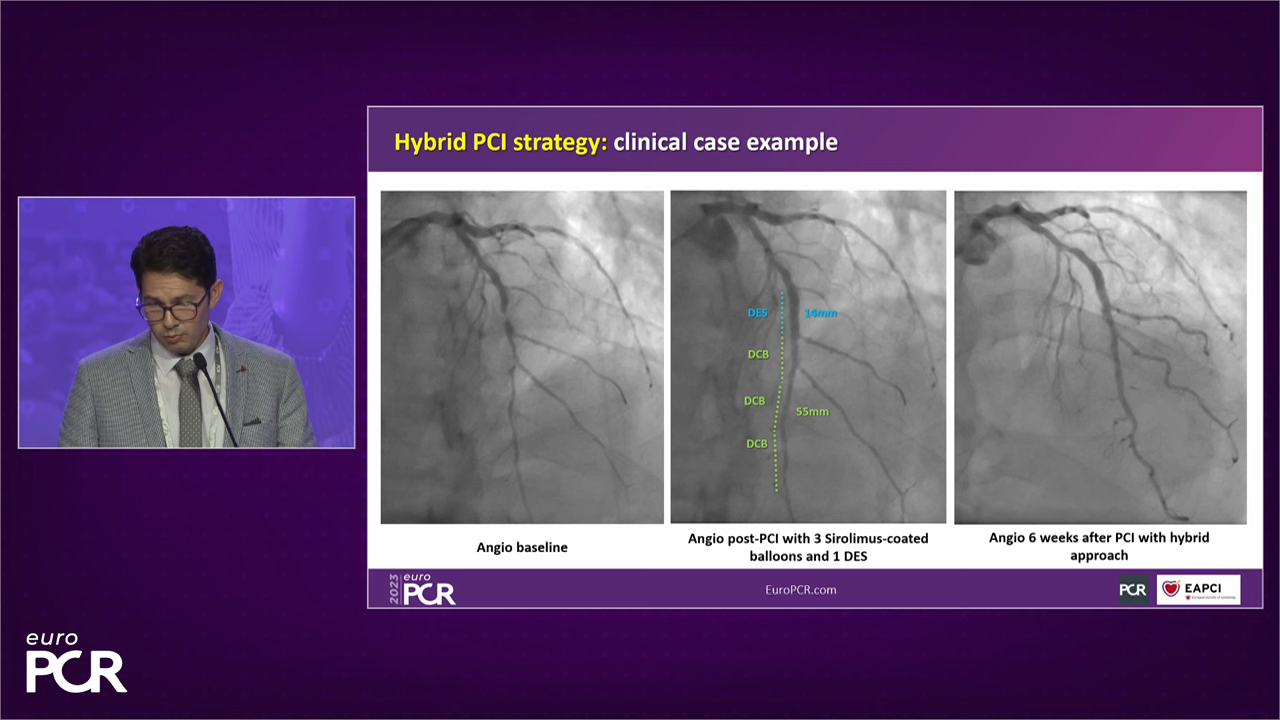 Hybrid PCI strategy: clinical case example
DES
14mm
DCB
DCB
55mm
DCB
Angio baseline
Angio post-PCI with 3 Sirolimus-coated
balloons and 1 DES
Angio 6 weeks after PCI with hybrid
approach
2023
euro
PCR
EuroPCR.com
PCR
EAPCI
euro
PCR